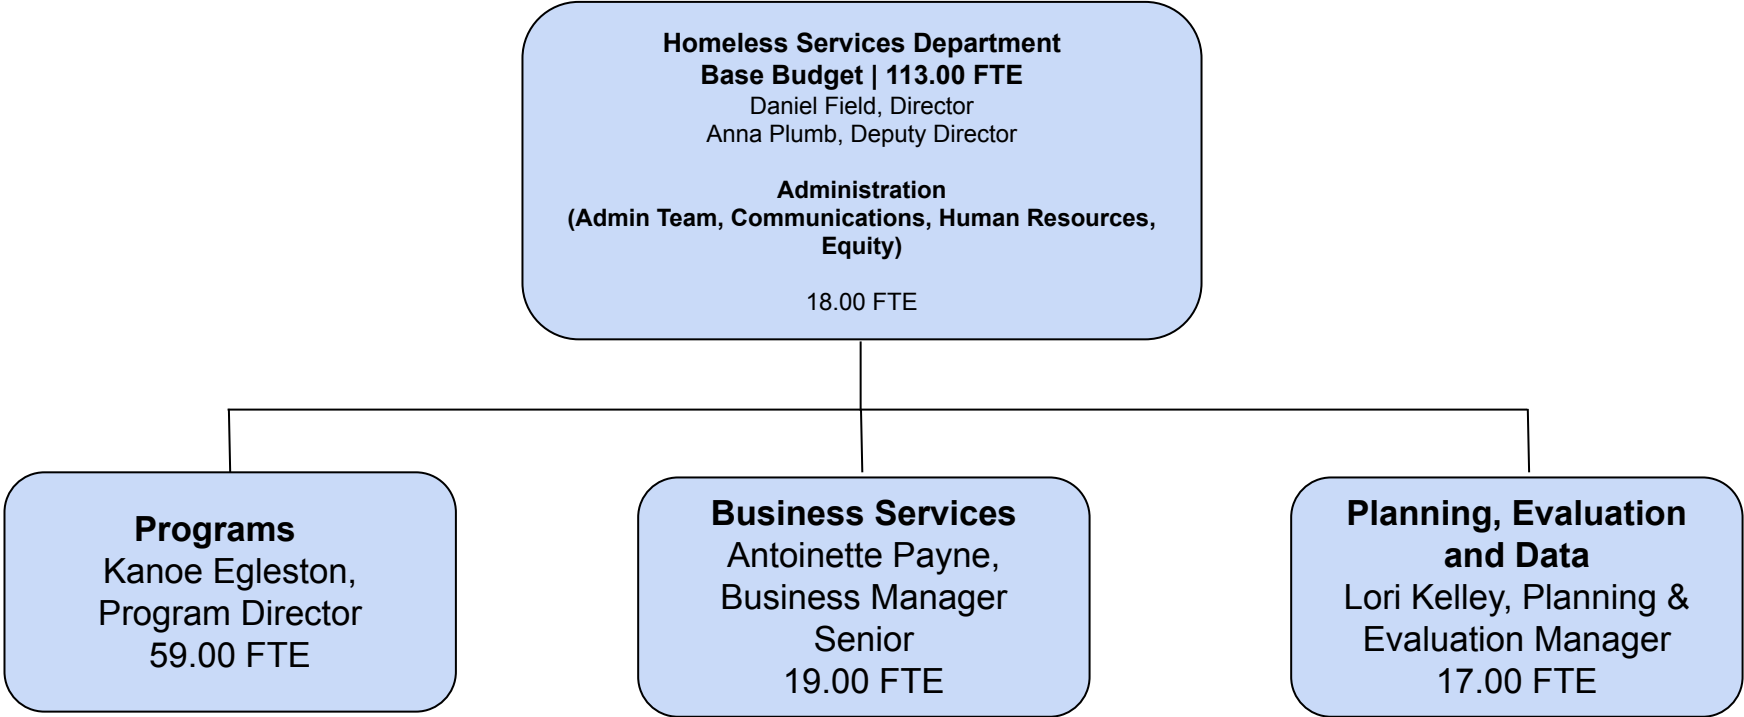 Homeless Services Department
Base Budget | 113.00 FTE
Daniel Field, Director
Anna Plumb, Deputy Director
Administration
(Admin Team, Communications, Human Resources,
Equity)
18.00 FTE
Programs
Kanoe Egleston,
Program Director
59.00 FTE
Business Services
Antoinette Payne,
Business Manager
Senior
19.00 FTE
Planning, Evaluation
and Data
Lori Kelley, Planning &
Evaluation Manager
17.00 FTE